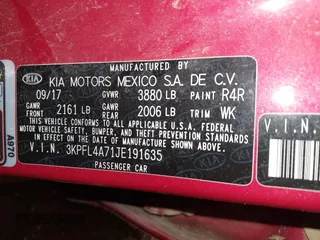 MANUFACTURED BY
KIA KIA MOTORS MEXICO S.A. DE C.V.
09/17 GVWR 3880 LB PAINT R4R
GAWR FRONT 2161 LB GAWR REAR 2006 LB TRIM WK
THIS VEHICLE CONFORMS TO ALL APPLICABLE U.S. FEDERAL
MOTOR VEHICLE SAFETY, BUMPER, AND THEFT PREVENTION STANDARDS
IN EFFECT ON THE DATE OF MANUFACTURE SHOWN ABOVE.
V.I.N. 3KPFL4A71JE191635
PASSENGER CAR
A970
V.I.N.